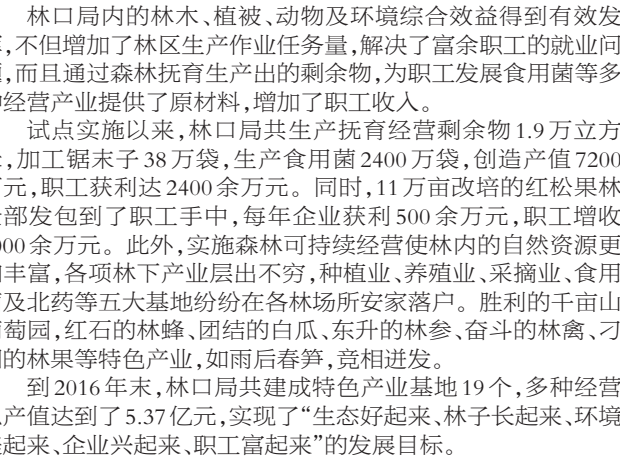 林口局内的林木、植被、动物及环境综合效益得到有效发
,不但增加了林区生产作业任务量,解决了富余职工的就业问
,而且通过森林抚育生产出的剩余物,为职工发展食用菌等多
经营产业提供了原材料,增加了职工收入。
试点实施以来,林口局共生产抚育经营剩余物1.9万立方
,加工锯末子38万袋,生产食用菌2400万袋,创造产值7200
元,职工获利达2400余万元。同时,11万亩改培的红松果林
部发包到了职工手中,每年企业获利500余万元,职工增收
00余万元。此外,实施森林可持续经营使林内的自然资源更
丰富,各项林下产业层出不穷,种植业、养殖业、采摘业、食用
及北药等五大基地纷纷在各林场所安家落户。胜利的千亩山
葡萄园,红石的林蜂、团结的白瓜、东升的林参、奋斗的林禽、刁
的林果等特色产业,如雨后春笋,竞相迸发。
到2016年末,林口局共建成特色产业基地19个,多种经营
产值达到了5.37亿元,实现了“生态好起来、林子长起来、环境
起来、企业兴起来、职工富起来”的发展目标。